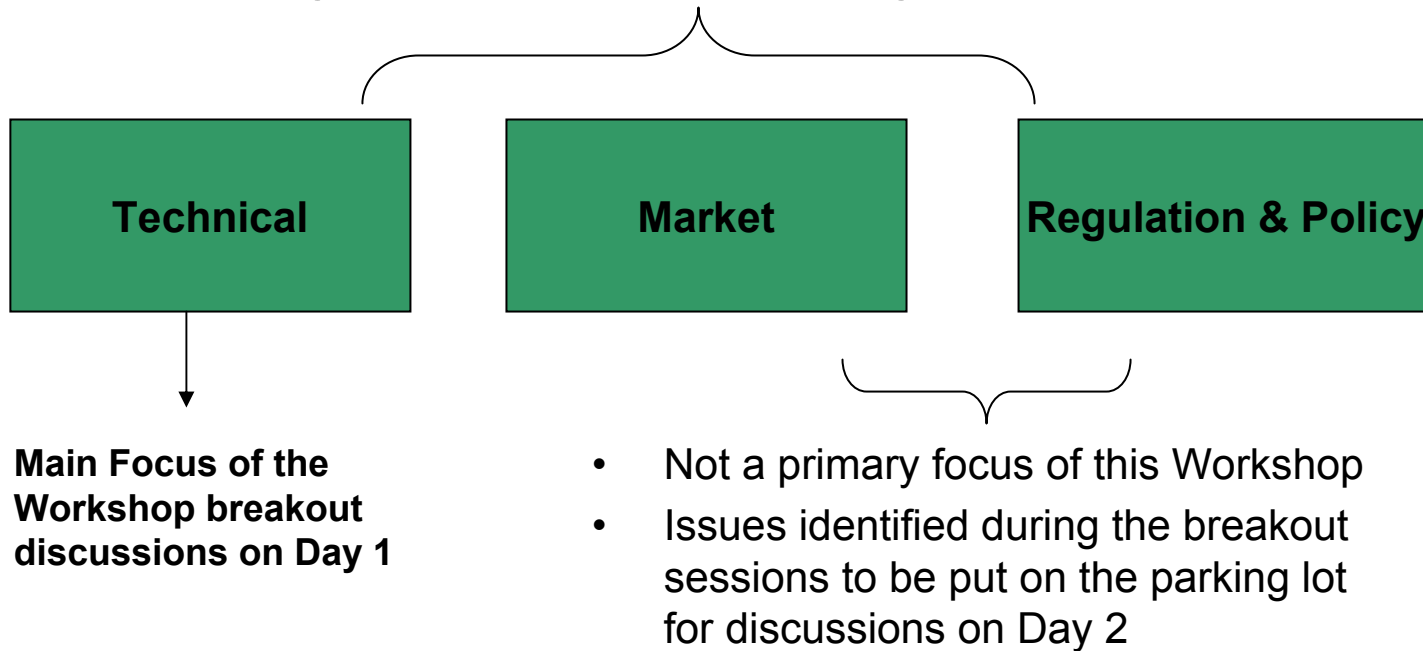 Technical
Market
Regulation & Policy
Main Focus of the
Workshop breakout
discussions on Day 1
• Not a primary focus of this Workshop
• Issues identified during the breakout
sessions to be put on the parking lot
for discussions on Day 2